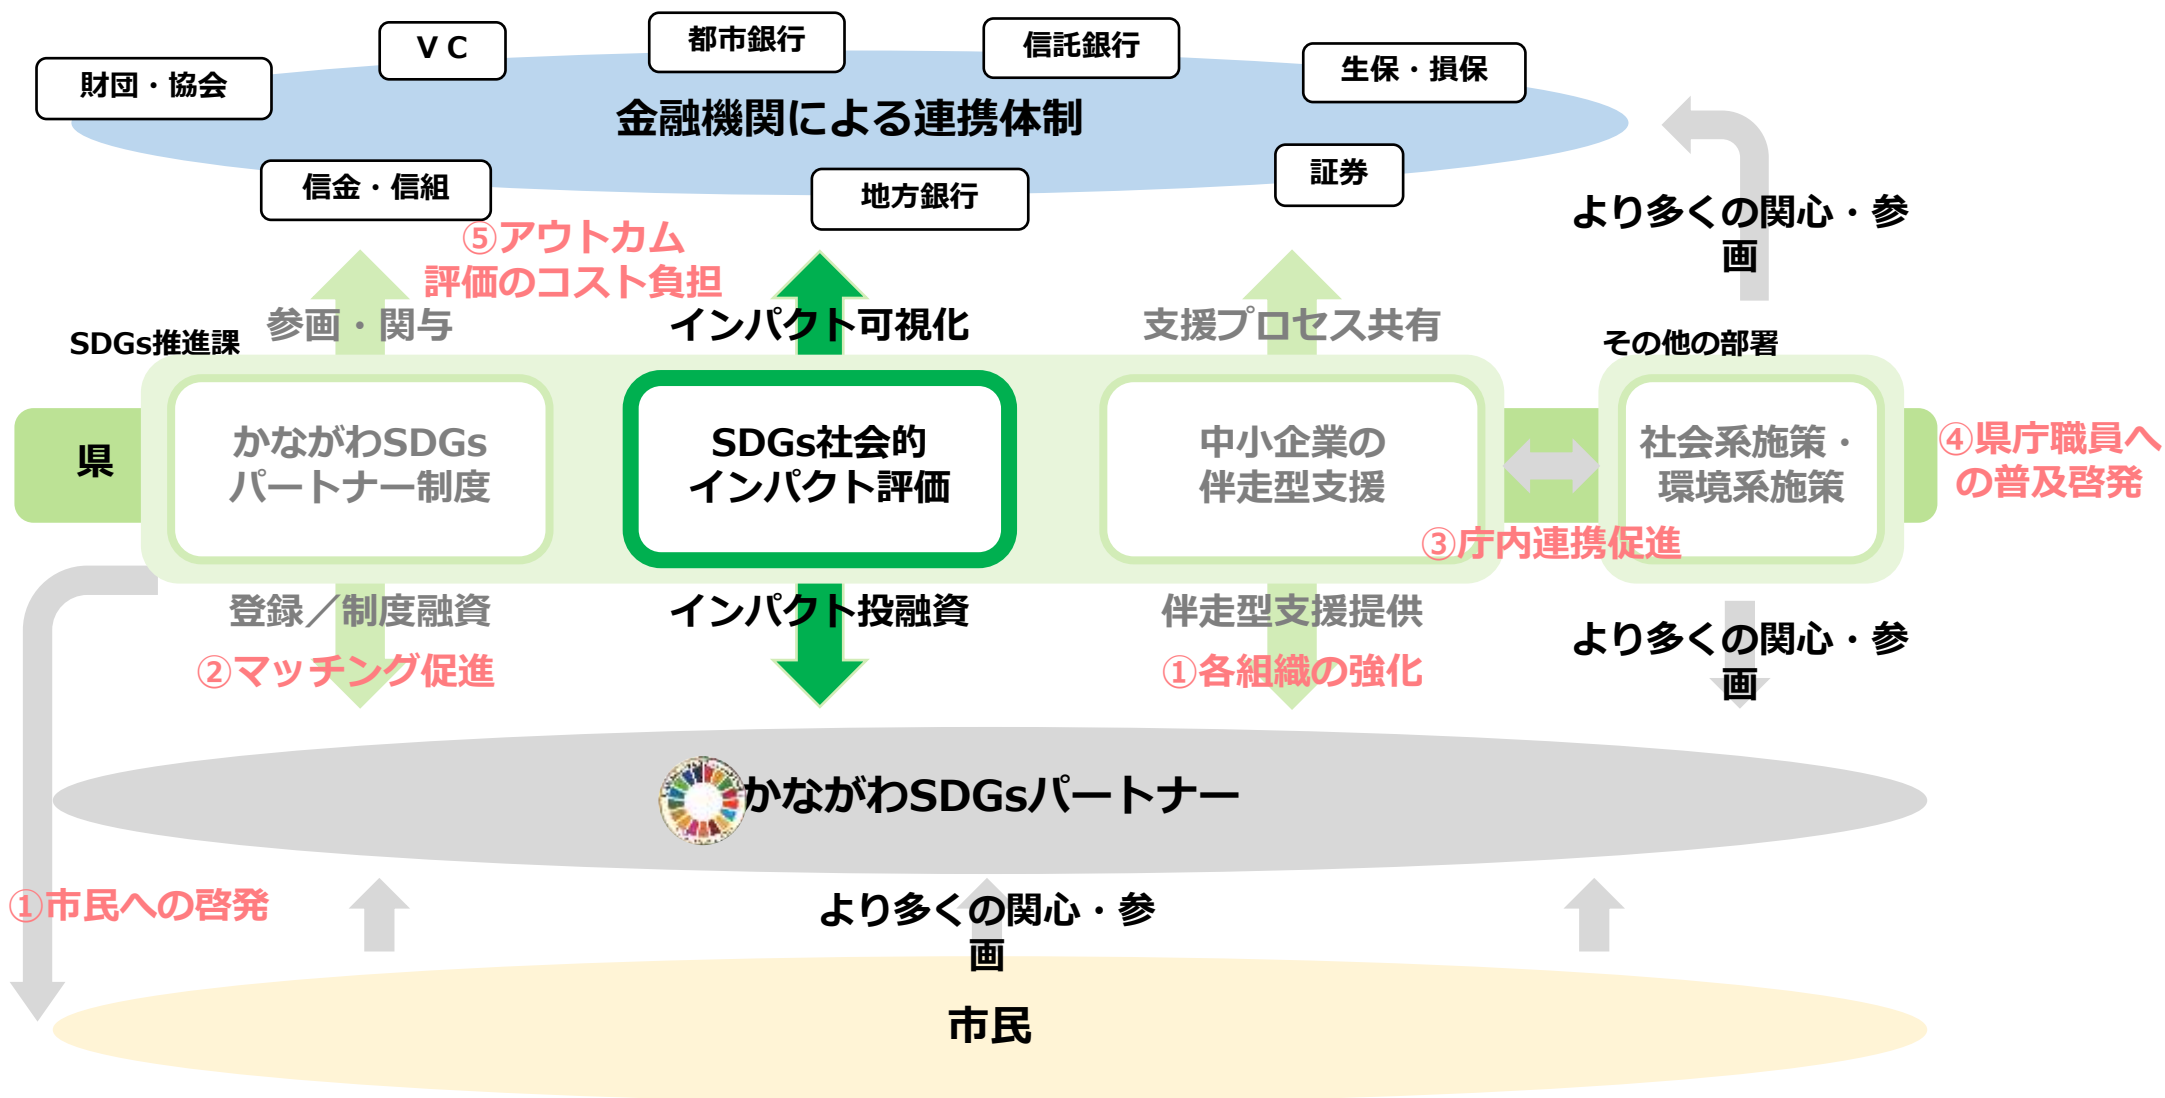 財団・協会
ＶＣ
都市銀行
信託銀行
生保・損保
金融機関による連携体制
信金・信組
地方銀行
証券
より多くの関心・参
画
⑤アウトカム
評価のコスト負担
参画・関与
インパクト可視化
支援プロセス共有
SDGs推進課
その他の部署
県
かながわSDGs
パートナー制度
SDGs社会的
インパクト評価
中小企業の
伴走型支援
社会系施策・
環境系施策
④県庁職員へ
の普及啓発
③庁内連携促進
登録／制度融資
インパクト投融資
伴走型支援提供
より多くの関心・参
画
②マッチング促進
①各組織の強化
かながわSDGsパートナー
①市民への啓発
より多くの関心・参
画
市民